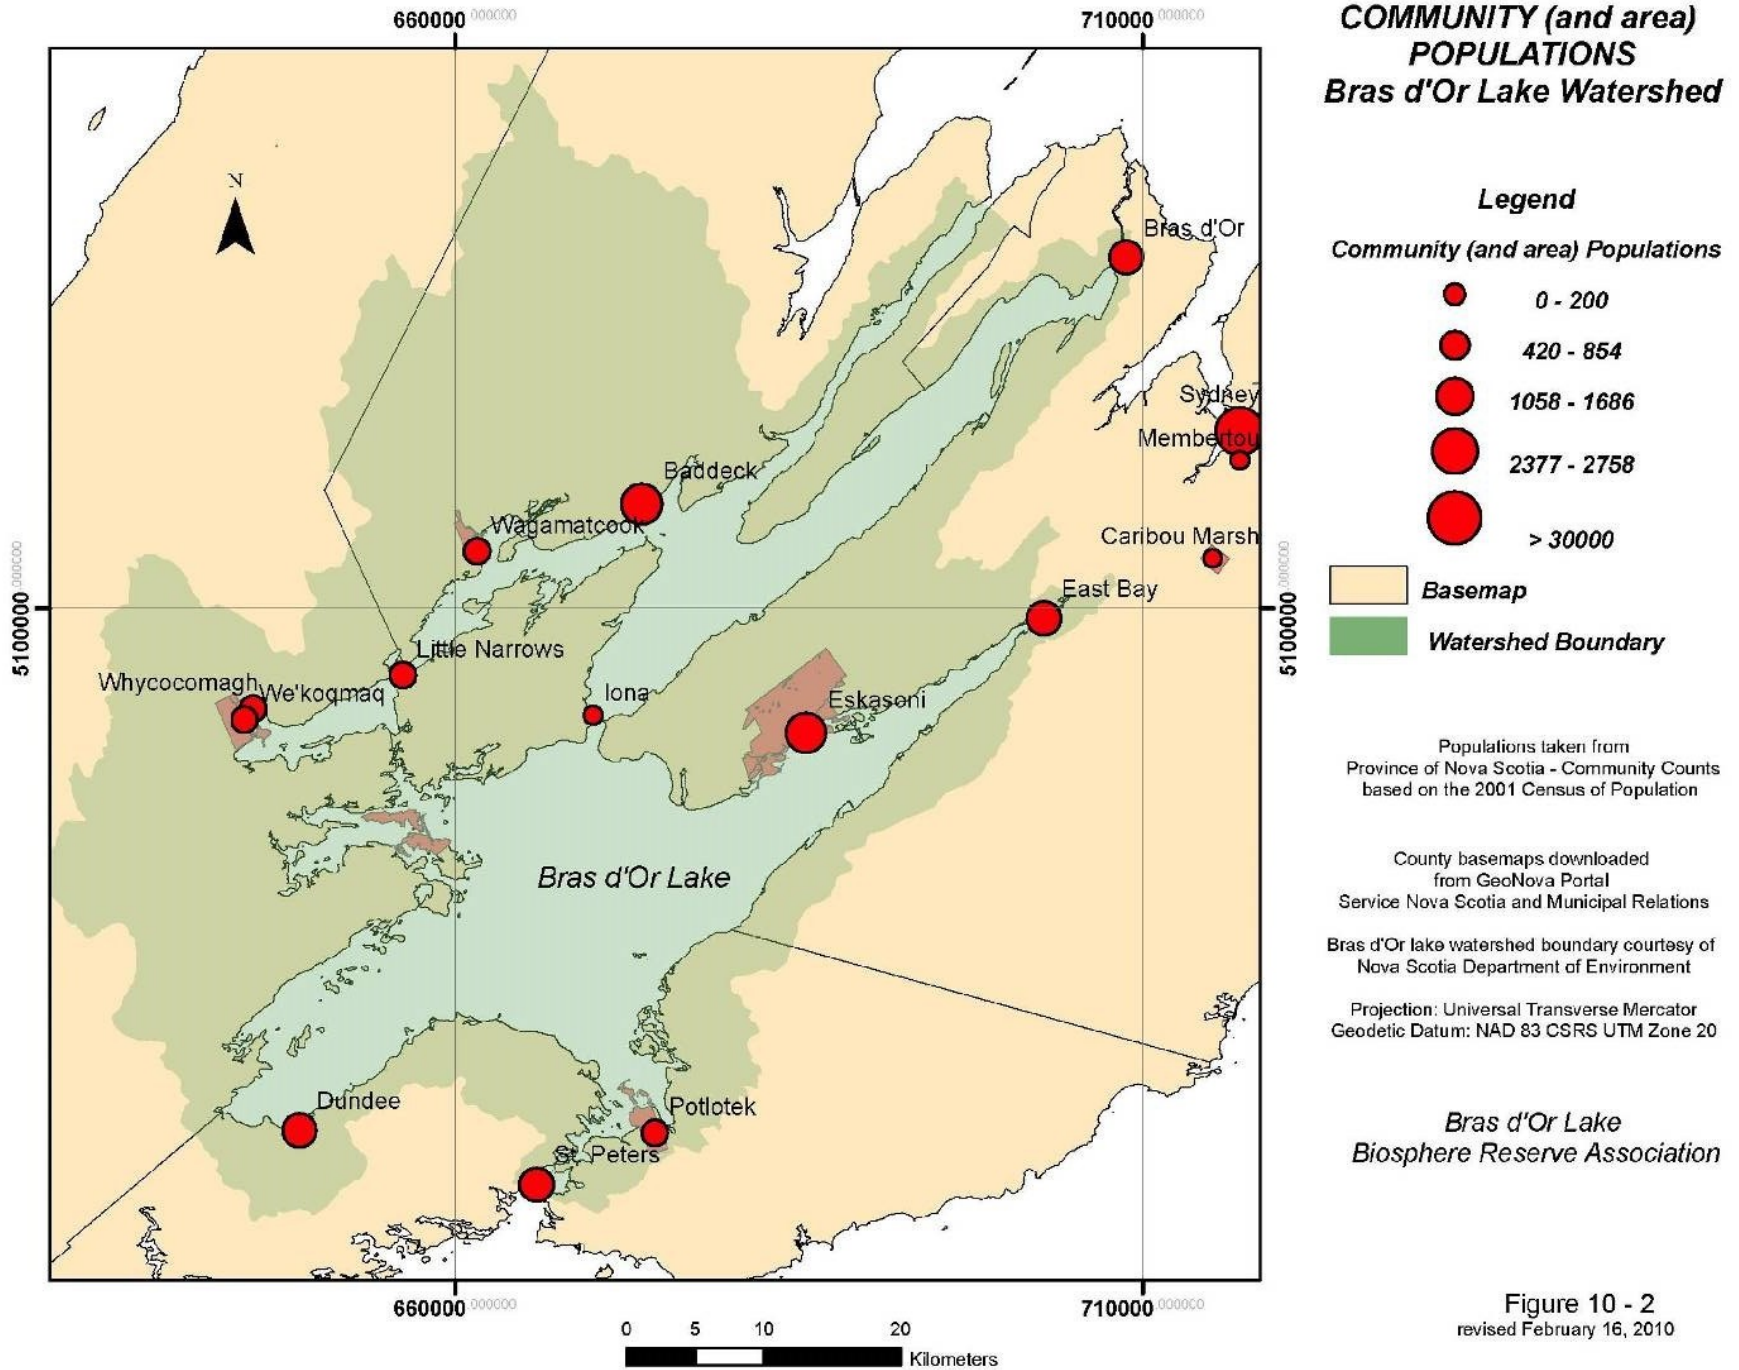 660000.000000
710000.000000
COMMUNITY (and area)
POPULATIONS
Bras d'Or Lake Watershed
N
Legend
Community (and area) Populations
0 - 200
420 - 854
1058 - 1686
2377 - 2758
> 30000
Basemap
Watershed Boundary
Bras d'Or
Sydney
Membertou
Baddeck
Wagamatcook
Caribou Marsh
East Bay
5100000.000000
5100000.000000
Little Narrows
Whycocomagh
We'koqmaq
Iona
Eskasoni
Bras d'Or Lake
Dundee
Potlotek
St. Peters
Populations taken from
Province of Nova Scotia - Community Counts
based on the 2001 Census of Population
County basemaps downloaded
from GeoNova Portal
Service Nova Scotia and Municipal Relations
Bras d'Or lake watershed boundary courtesy of
Nova Scotia Department of Environment
Projection: Universal Transverse Mercator
Geodetic Datum: NAD 83 CSRS UTM Zone 20
Bras d'Or Lake
Biosphere Reserve Association
660000.000000
710000.000000
0 5 10 20
Kilometers
Figure 10 - 2
revised February 16, 2010